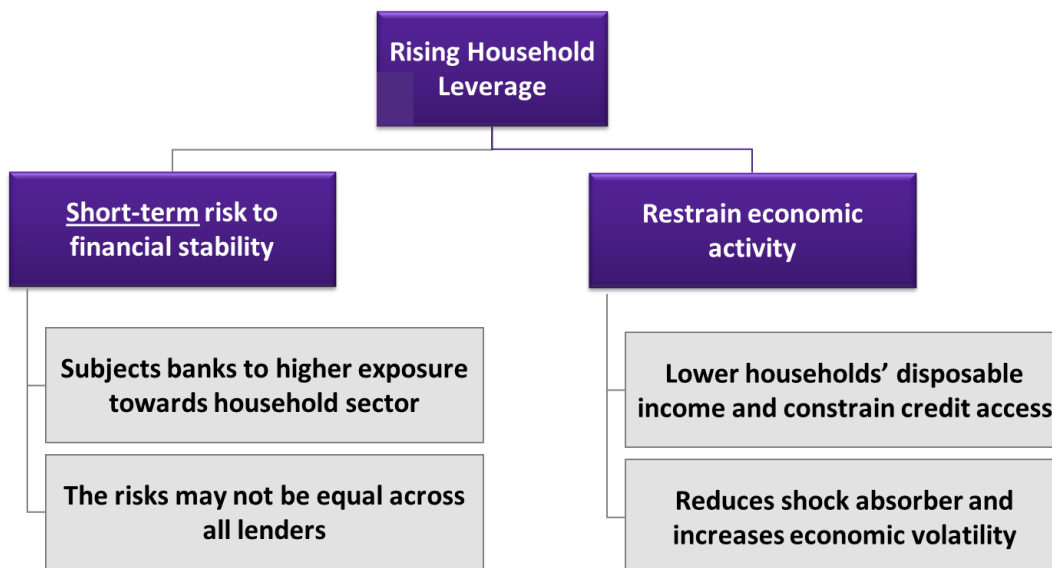 Rising Household
Leverage
Short-term risk to
financial stability
Subjects banks to higher exposure
towards household sector
The risks may not be equal across
all lenders
Restrain economic
activity
Lower households’ disposable
income and constrain credit access
Reduces shock absorber and
increases economic volatility